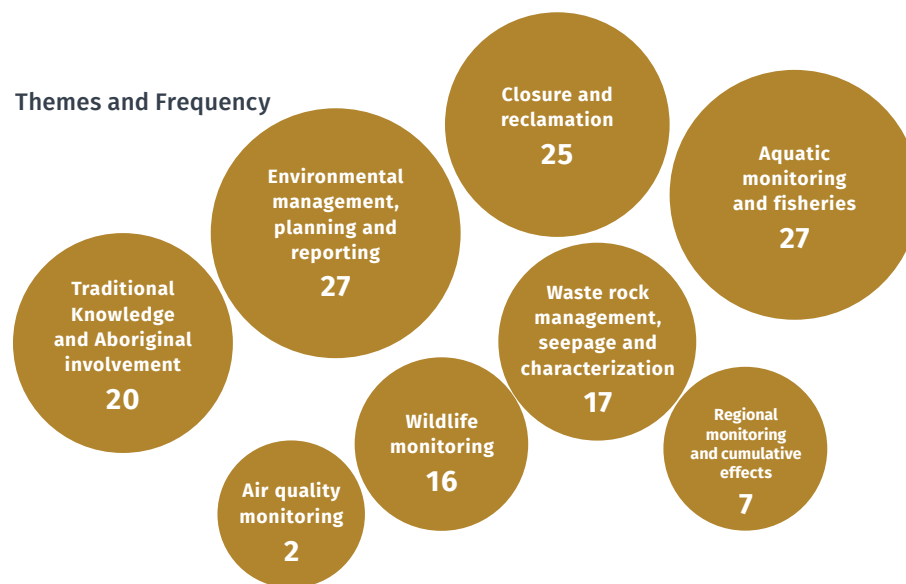 Themes and Frequency
Closure and
reclamation
25
Aquatic
monitoring
and fisheries
27
Environmental
management,
planning and
reporting
27
Traditional
Knowledge
and Aboriginal
involvement
20
Waste rock
management,
seepage and
characterization
17
Wildlife
monitoring
16
Regional
monitoring
and cumulative
effects
7
Air quality
monitoring
2